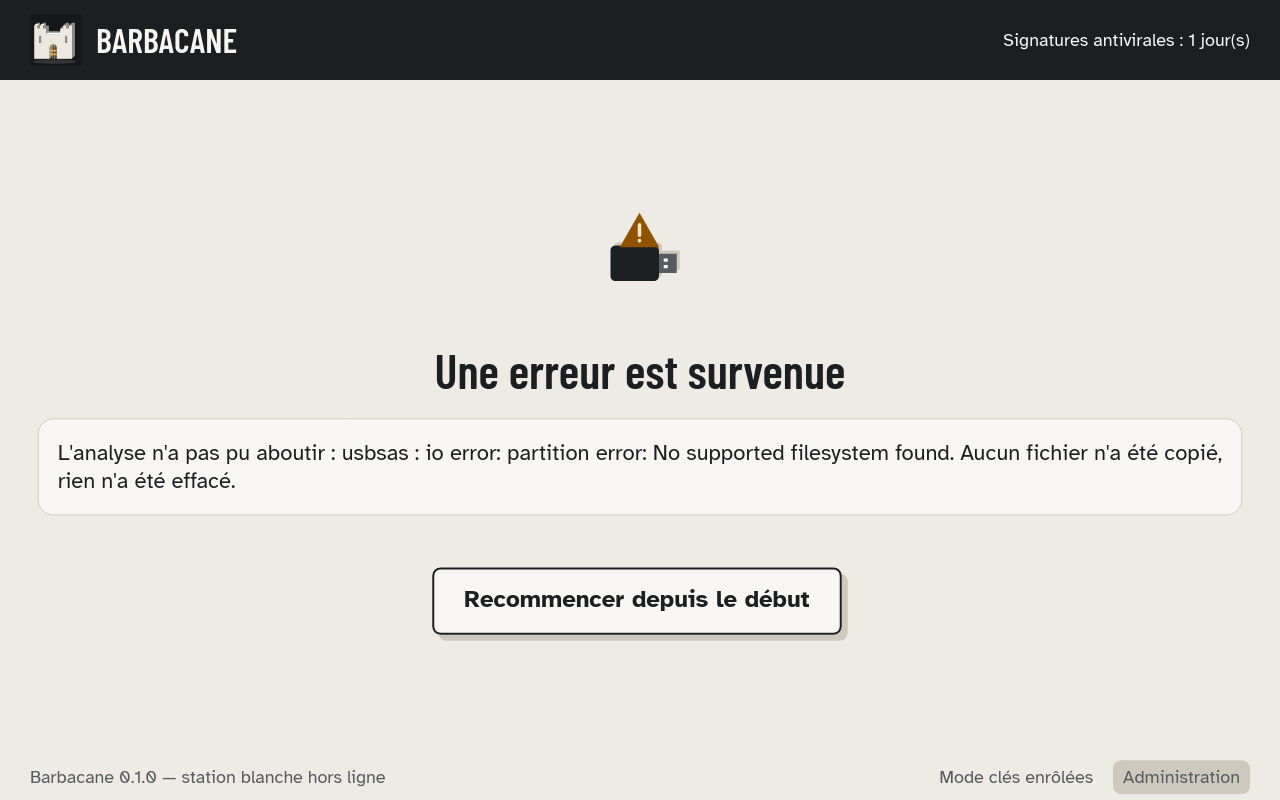 BARBACANE
Signatures antivirales : 1 jour(s)
Une erreur est survenue
L'analyse n'a pas pu aboutir : usbsas : io error: partition error: No supported filesystem found. Aucun fichier n'a été copié,
rien n'a été effacé.
Recommencer depuis le début
Barbacane 0.1.0 — station blanche hors ligne
Mode clés enrôlées
Administration